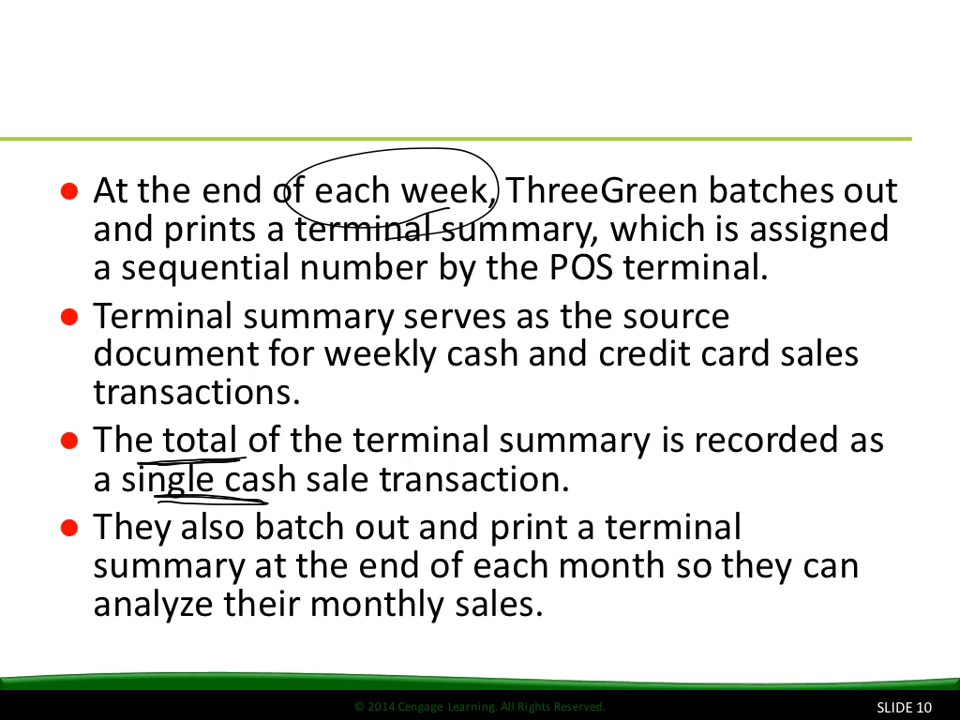 ● At the end of each week, ThreeGreen batches out
and prints a terminal summary, which is assigned
a sequential number by the POS terminal.
● Terminal summary serves as the source
document for weekly cash and credit card sales
transactions.
● The total of the terminal summary is recorded as
a single cash sale transaction.
● They also batch out and print a terminal
summary at the end of each month so they can
analyze their monthly sales.
© 2014 Cengage Learning. All Rights Reserved.
SLIDE 10